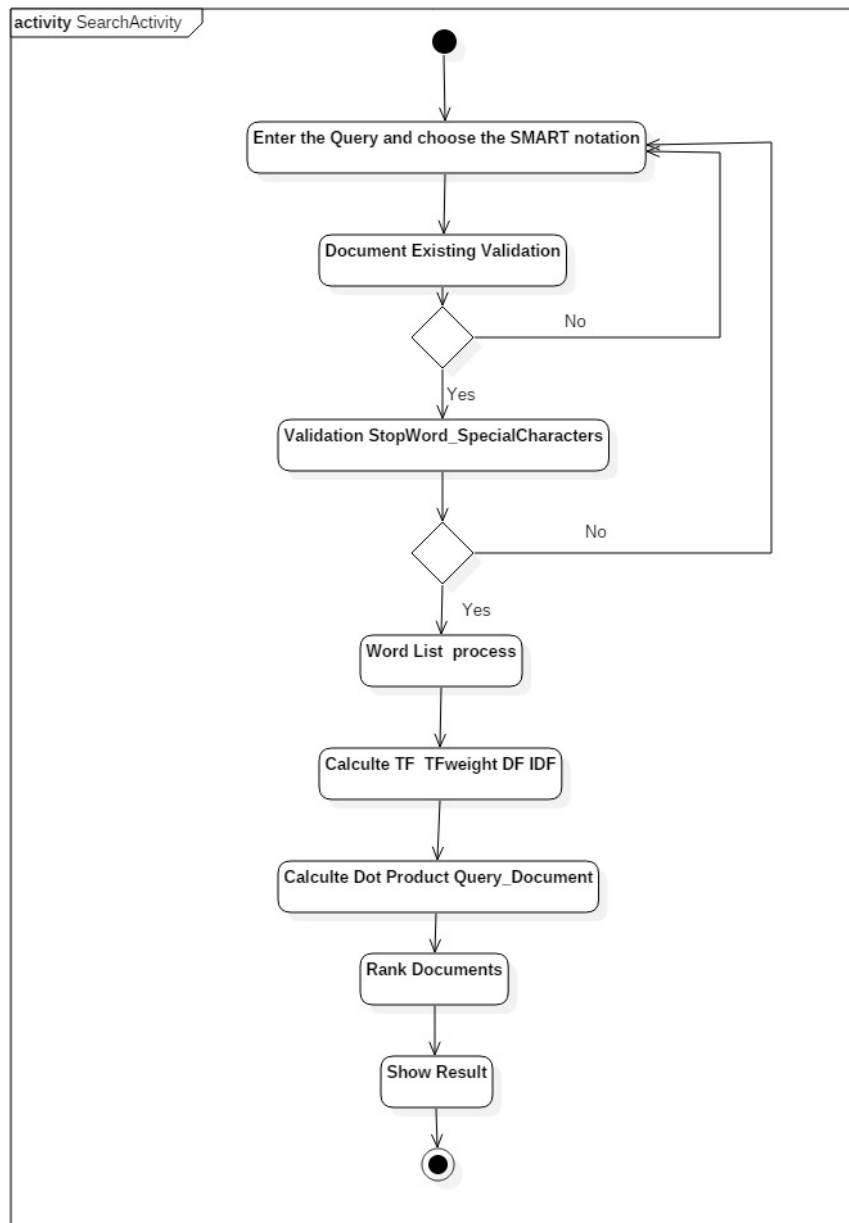 activity SearchActivity
Enter the Query and choose the SMART notation
Document Existing Validation
No
Yes
Validation StopWord_SpecialCharacters
No
Yes
Word List  process
Calculte TF  TFweight DF IDF
Calculte Dot Product Query_Document
Rank Documents
Show Result